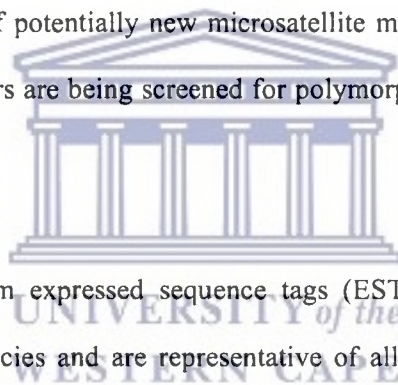 f potentially new microsatellite m
rs are being screened for polymorp
m expressed sequence tags (EST
UNIVERSITY of the
cies and are representative of all
WESTERN CAPE